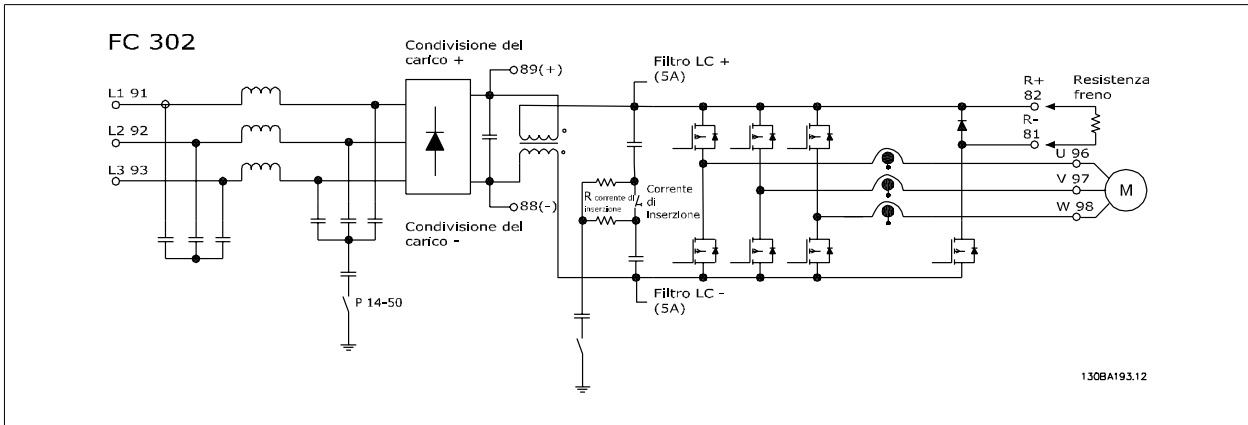 FC 302
L1 91
L2 92
L3 93
P 14-50
Condivisione del
carico +
89(+)
88(-)
Condivisione del
carico -
Filtro LC +
(5A)
R corrente di
inserzione
Corrente
di
Inserzione
Filtro LC -
(5A)
R+
82
R-
81
Resistenza
freno
U 96
V 97
W 98
M
130BA193.12